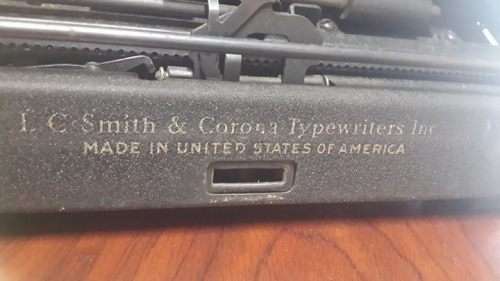 L C Smith & Corona Typewriters Inc
MADE IN UNITED STATES OF AMERICA